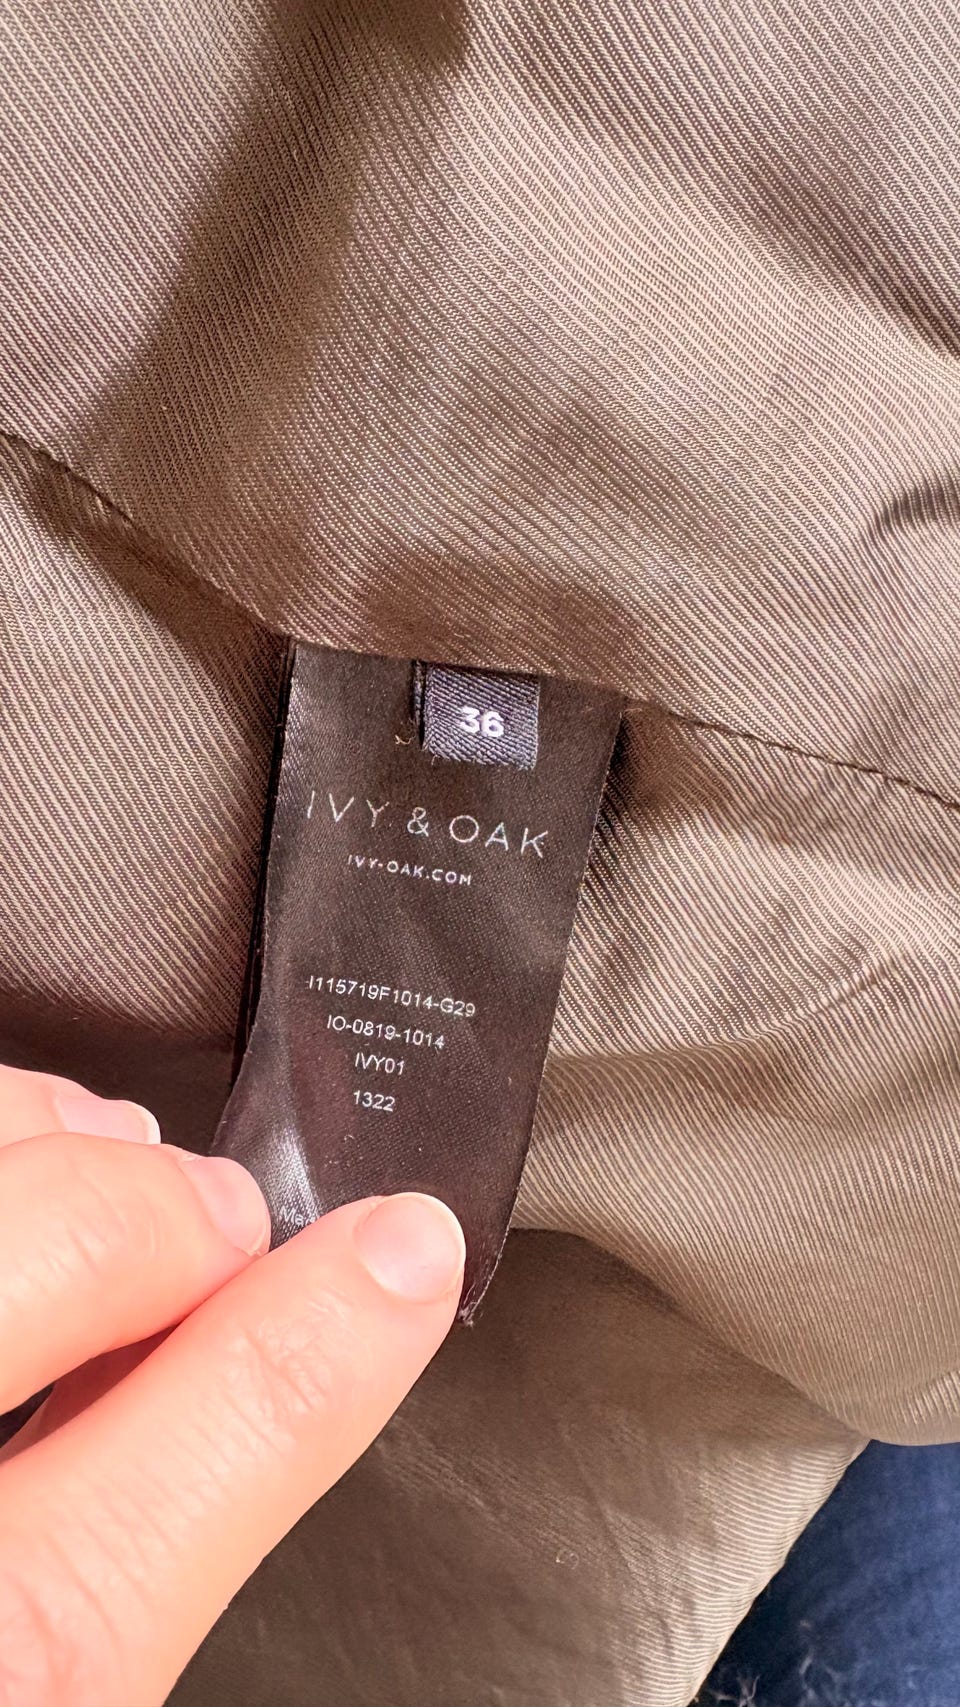 36
IVY & OAK
IVY-OAK.COM
I115719F1014-G29
IO-0819-1014
IVY01
1322